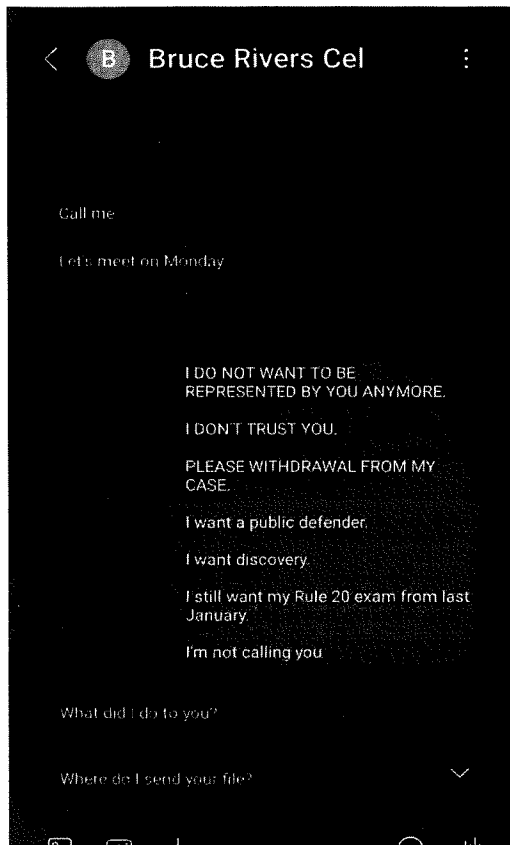 B
Bruce Rivers Cel
Call me
Let's meet on Monday
I DO NOT WANT TO BE
REPRESENTED BY YOU ANYMORE.
I DON'T TRUST YOU.
PLEASE WITHDRAWAL FROM MY
CASE.
I want a public defender.
I want discovery.
I still want my Rule 20 exam from last
January.
I'm not calling you
What did I do to you?
Where do I send your file?